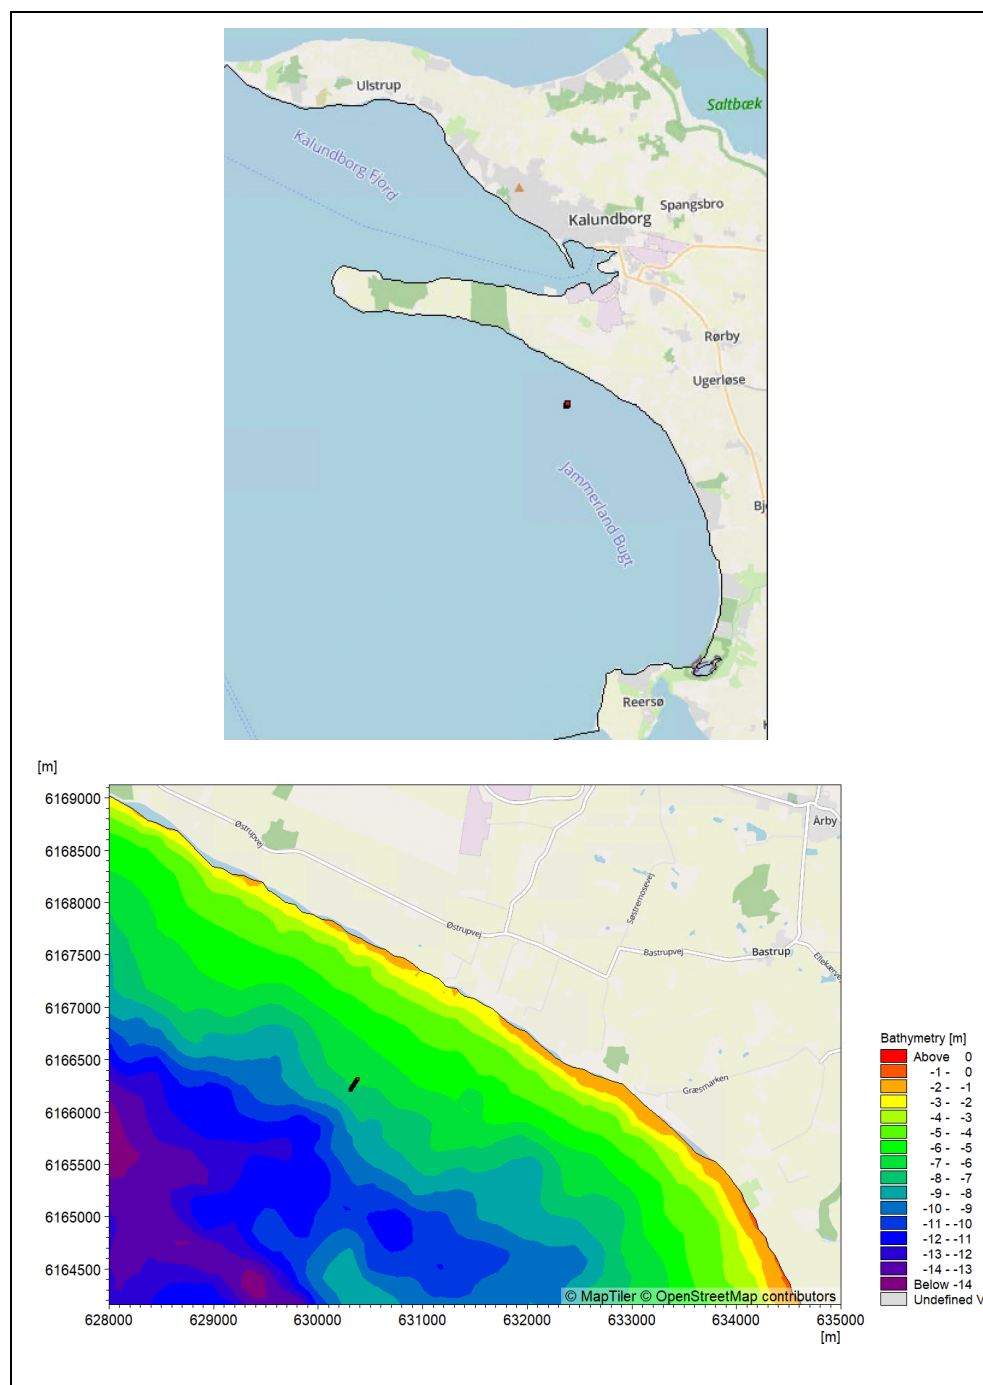 Ulstrup
Saltbæk
Kalundborg Fjord
Spangsbro
Kalundborg
Rørby
Ugerløse
Jammerland Bugt
Reersø
[m]
6169000
6168500
6168000
6167500
6167000
6166500
6166000
6165500
6165000
6164500
Østrupvej
Østrupvej
Søstremosevej
Årby
Bastrupvej
Bastrup
Græsmarken
© MapTiler © OpenStreetMap contributors
628000 629000 630000 631000 632000 633000 634000 635000
[m]
Bathymetry [m]
Above 0
-1 - 0
-2 - -1
-3 - -2
-4 - -3
-5 - -4
-6 - -5
-7 - -6
-8 - -7
-9 - -8
-10 - -9
-11 - -10
-12 - -11
-13 - -12
-14 - -13
Below -14
Undefined V